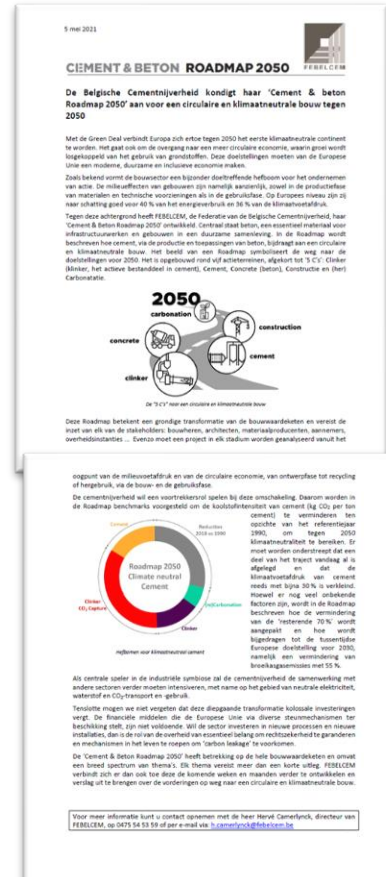 5 mei 2021
CEMENT & BETON ROADMAP 2050
FEBELCEM
De Belgische Cementnijverheid kondigt haar ‘Cement & beton
Roadmap 2050’ aan voor een circulaire en klimaatneutrale bouw tegen
2050
Met de Green Deal verbindt Europa zich ertoe tegen 2050 het eerste klimaatneutrale continent
te worden. Het gaat ook om de overgang naar een meer circulaire economie, waarin groei wordt
losgekoppeld van het gebruik van grondstoffen. Deze doelstellingen moeten van de Europese
Unie een moderne, duurzame en inclusieve economie maken.
Zoals bekend vormt de bouwsector een bijzonder doeltreffende hefboom voor het ondernemen
van actie. De milieueffecten van gebouwen zijn namelijk aanzienlijk, zowel in de productiefase
van materialen en technische voorzieningen als in de gebruiksfase. Op Europees niveau zijn zij
naar schatting goed voor 40 % van het energieverbruik en 36 % van de klimaatvoetafdruk.
Tegen deze achtergrond heeft FEBELCEM, de Federatie van de Belgische Cementnijverheid, haar
‘Cement & Beton Roadmap 2050’ ontwikkeld. Centraal staat beton, een essentieel materiaal voor
infrastructuurwerken en gebouwen in een duurzame samenleving. In de Roadmap wordt
beschreven hoe cement, via de productie en toepassingen van beton, bijdraagt aan een circulaire
en klimaatneutrale bouw. Het beeld van een Roadmap symboliseert de weg naar de
doelstellingen voor 2050. Het is opgebouwd rond vijf actieterreinen, afgekort tot ‘5 C’s’: Clinker
(klinker, het actieve bestanddeel in cement), Cement, Concrete (beton), Constructie en (her)
Carbonatatie.
2050
carbonation
construction
concrete
cement
clinker
De “5 C’s” naar een circulaire en klimaatneutrale bouw
Deze Roadmap betekent een grondige transformatie van de bouwwaardeketen en vereist de
inzet van elk van de stakeholders: bouwheren, architecten, materiaalproducenten, aannemers,
overheidsinstanties ... Evenzo moet een project in elk stadium worden geanalyseerd vanuit het
oogpunt van de milieuvoetafdruk en van de circulaire economie, van ontwerpfase tot recycling
of hergebruik, via de bouw- en de gebruiksfase.
De cementnijverheid wil een voortrekkersrol spelen bij deze omschakeling. Daarom worden in
de Roadmap benchmarks voorgesteld om de koolstofintensiteit van cement (kg CO₂ per ton
cement) te verminderen ten
opzichte van het referentiejaar
1990, om tegen 2050
klimaatneutraliteit te bereiken. Er
moet worden onderstreept dat een
deel van het traject vandaag al is
afgelegd en dat de
klimaatvoetafdruk van cement
reeds met bijna 30 % is verkleind.
Hoewel er nog veel onbekende
factoren zijn, wordt in de Roadmap
beschreven hoe de vermindering
van de ‘resterende 70 %’ wordt
aangepakt en hoe wordt
bijgedragen tot de tussentijdse
Europese doelstelling voor 2030,
namelijk een vermindering van
broeikasgasemissies met 55 %.
Cement
Reduction
2018 vs 1990
Roadmap 2050
Climate neutral
Cement
Clinker
CO₂ Capture
(re)Carbonation
Clinker
Hefbomen voor klimaatneutraal cement
Als centrale speler in de industriële symbiose zal de cementnijverheid de samenwerking met
andere sectoren verder moeten intensiveren, met name op het gebied van neutrale elektriciteit,
waterstof en CO₂-transport en -gebruik.
Tenslotte mogen we niet vergeten dat deze diepgaande transformatie kolossale investeringen
vergt. De financiële middelen die de Europese Unie via diverse steunmechanismen ter
beschikking stelt, zijn niet voldoende. Wil de sector investeren in nieuwe processen en nieuwe
installaties, dan is de rol van de overheid van essentieel belang om rechtszekerheid te garanderen
en mechanismen in het leven te roepen om ‘carbon leakage’ te voorkomen.
De ‘Cement & Beton Roadmap 2050’ heeft betrekking op de hele bouwwaardeketen en omvat
een breed spectrum van thema’s. Elk thema vereist meer dan een korte uitleg. FEBELCEM
verbindt zich er dan ook toe deze de komende weken en maanden verder te ontwikkelen en
verslag uit te brengen over de vorderingen op weg naar een circulaire en klimaatneutrale bouw.
Voor meer informatie kunt u contact opnemen met de heer Hervé Camerlynck, directeur van
FEBELCEM, op 0475 54 53 59 of per e-mail via: h.camerlynck@febelcem.be